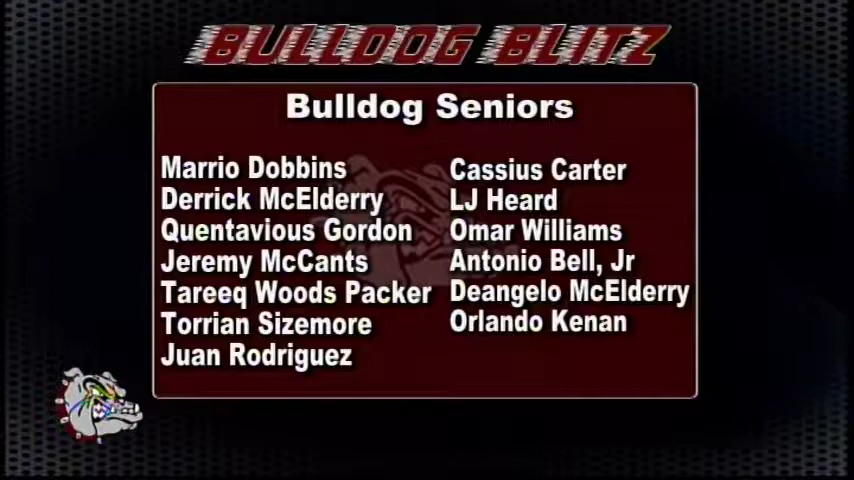 BULLDOG BLITZ
Bulldog Seniors
Marrio Dobbins
Derrick McElderry
Quentavious Gordon
Jeremy McCants
Tareeq Woods Packer
Torrian Sizemore
Juan Rodriguez
Cassius Carter
LJ Heard
Omar Williams
Antonio Bell, Jr
Deangelo McElderry
Orlando Kenan